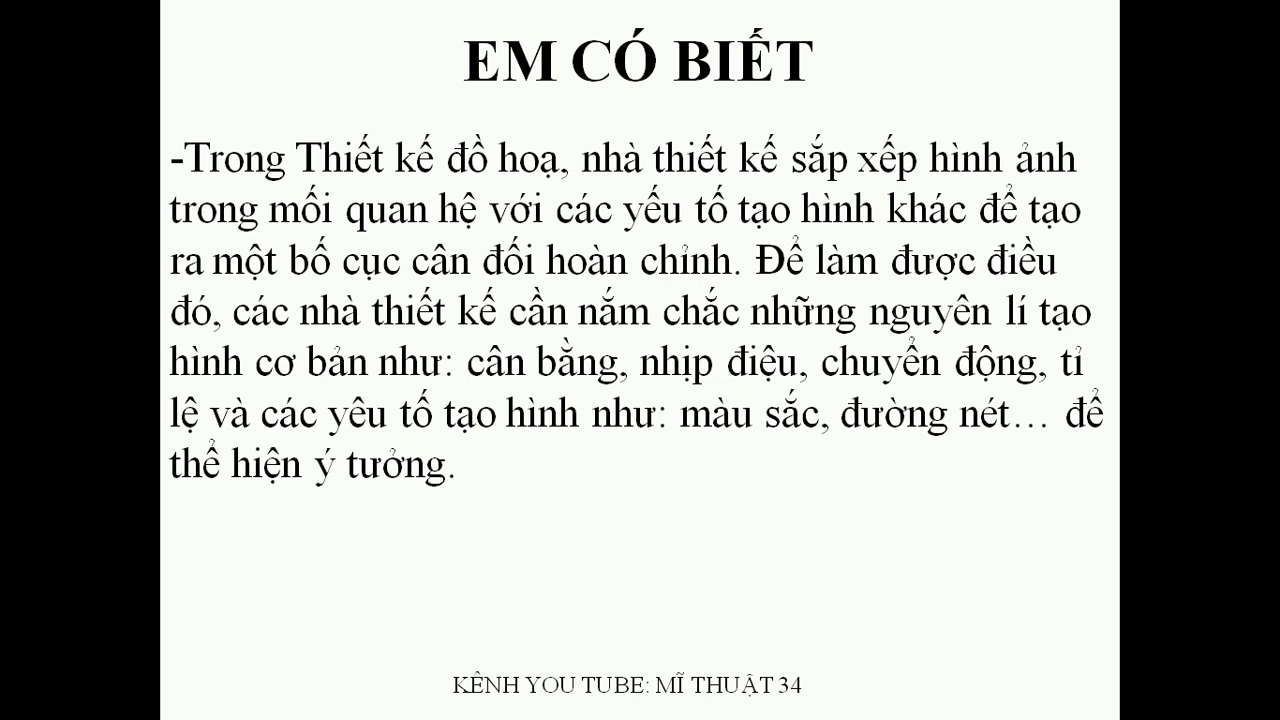 EM CÓ BIẾT
-Trong Thiết kế đồ hoạ, nhà thiết kế sắp xếp hình ảnh
trong mối quan hệ với các yếu tố tạo hình khác để tạo
ra một bố cục cân đối hoàn chỉnh. Để làm được điều
đó, các nhà thiết kế cần nắm chắc những nguyên lí tạo
hình cơ bản như: cân bằng, nhịp điệu, chuyển động, tỉ
lệ và các yêu tố tạo hình như: màu sắc, đường nét… để
thể hiện ý tưởng.
KÊNH YOU TUBE: MĨ THUẬT 34